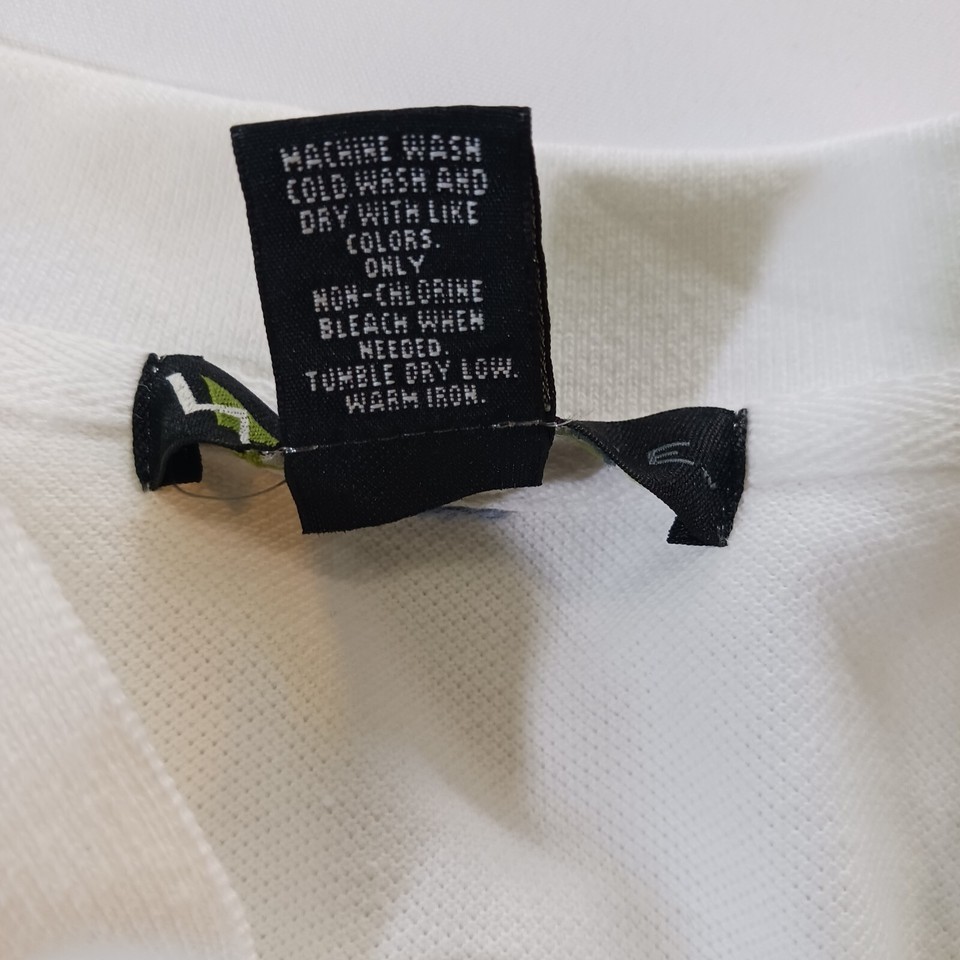 MACHINE WASH
COLD.WASH AND
DRY WITH LIKE
COLORS.
ONLY
NON-CHLORINE
BLEACH WHEN
NEEDED.
TUMBLE DRY LOW.
WARM IRON.